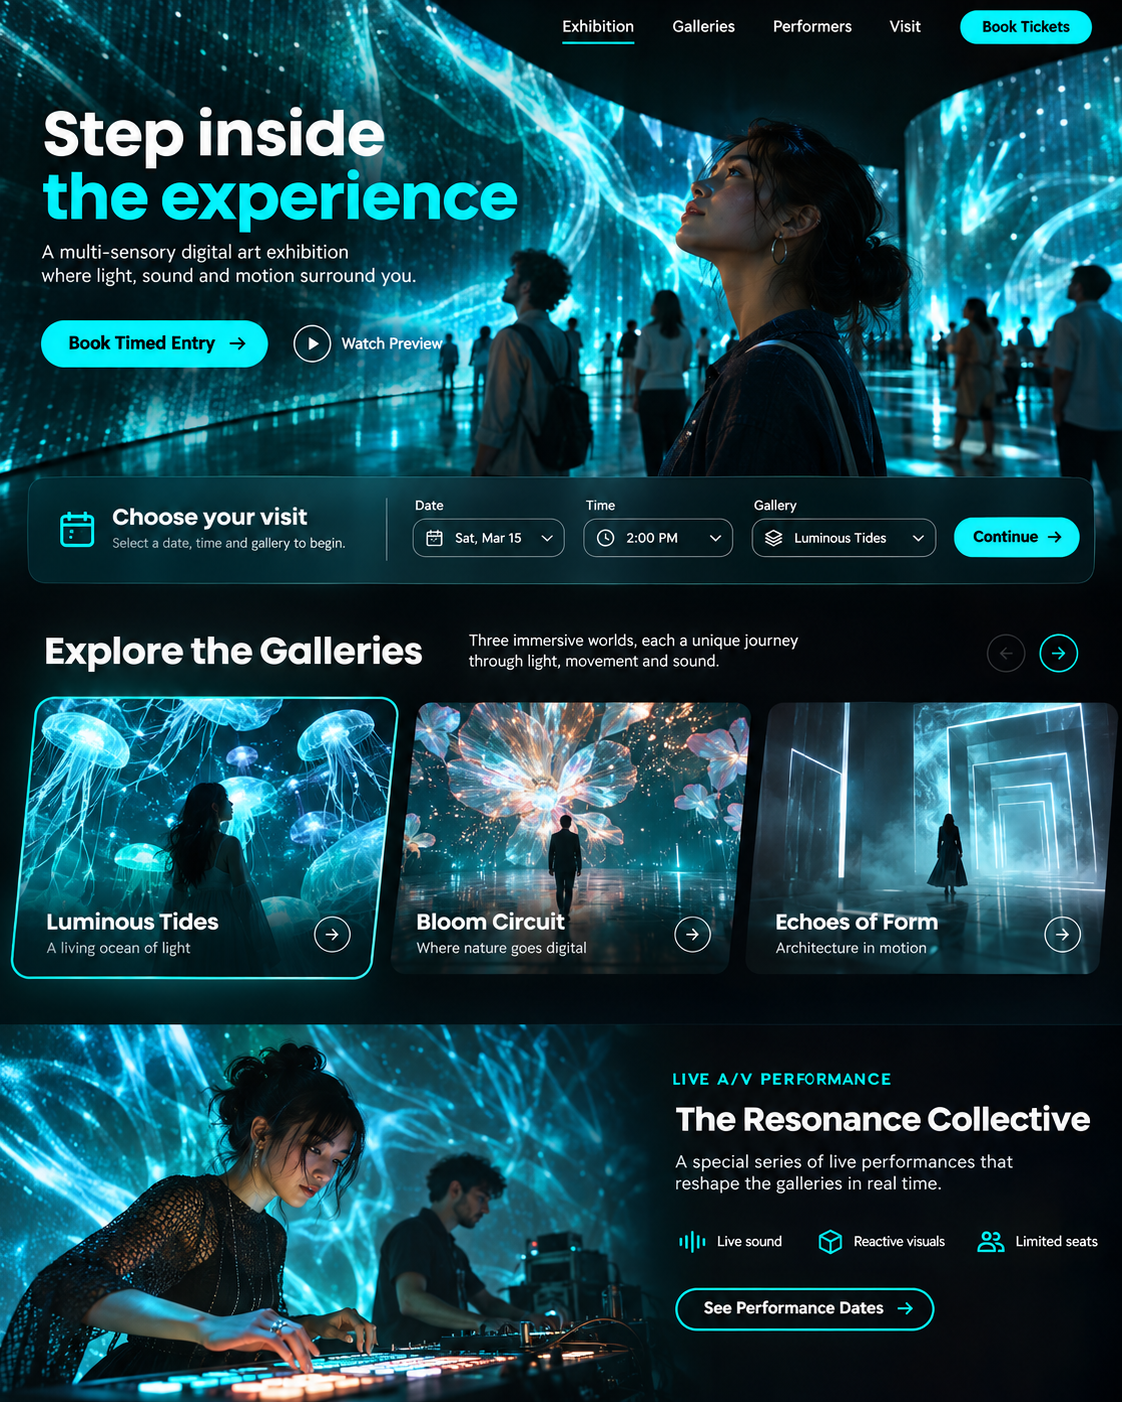 Exhibition
Galleries
Performers
Visit
Book Tickets
Step inside
the experience
A multi-sensory digital art exhibition
where light, sound and motion surround you.
Book Timed Entry
Watch Preview
Choose your visit
Select a date, time and gallery to begin.
Date
Sat, Mar 15
Time
2:00 PM
Gallery
Luminous Tides
Continue
Explore the Galleries
Three immersive worlds, each a unique journey
through light, movement and sound.
Luminous Tides
A living ocean of light
Bloom Circuit
Where nature goes digital
Echoes of Form
Architecture in motion
LIVE A/V PERFORMANCE
The Resonance Collective
A special series of live performances that
reshape the galleries in real time.
Live sound
Reactive visuals
Limited seats
See Performance Dates